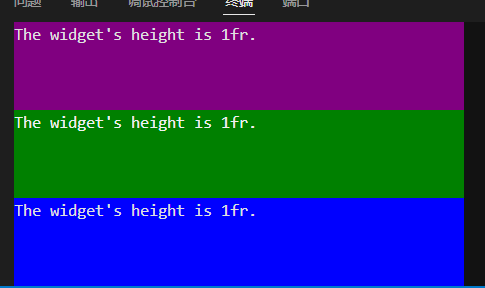 问题 输出 调试控制台 终端 端口
The widget's height is 1fr.
The widget's height is 1fr.
The widget's height is 1fr.